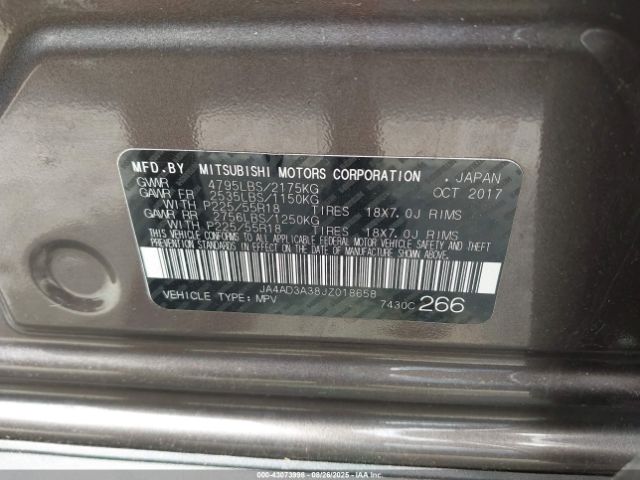 MFD.BY MITSUBISHI MOTORS CORPORATION , JAPAN
GVWR 4795LBS/2175KG OCT 2017
GAWR FR 2535LBS/1150KG
WITH P225/55R18 TIRES 18X7.0J RIMS
GAWR RR 2756LBS/1250KG
WITH P225/55R18 TIRES 18X7.0J RIMS
THIS VEHICLE CONFORMS TO ALL APPLICABLE FEDERAL MOTOR VEHICLE SAFETY AND THEFT
PREVENTION STANDARDS IN EFFECT ON THE DATE OF MANUFACTURE SHOWN ABOVE.
JA4AD3A38JZ018658
VEHICLE TYPE: MPV 7430C 266
000-43073998 - 08/26/2025 - IAAI.COM